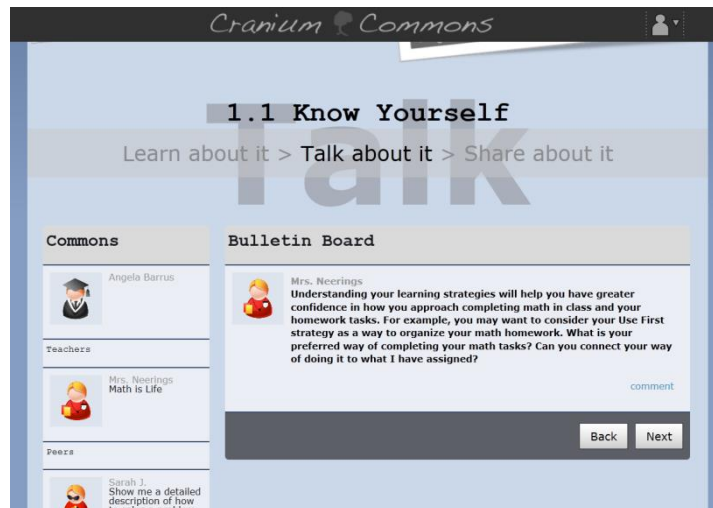 Cranium Commons
1.1 Know Yourself
Talk
Learn about it > Talk about it > Share about it
Commons
Angela Barrus
Teachers
Mrs. Neerings
Math is Life
Peers
Sarah J.
Show me a detailed
description of how
Bulletin Board
Mrs. Neerings
Understanding your learning strategies will help you have greater
confidence in how you approach completing math in class and your
homework tasks. For example, you may want to consider your Use First
strategy as a way to organize your math homework. What is your
preferred way of completing your math tasks? Can you connect your way
of doing it to what I have assigned?
comment
Back Next